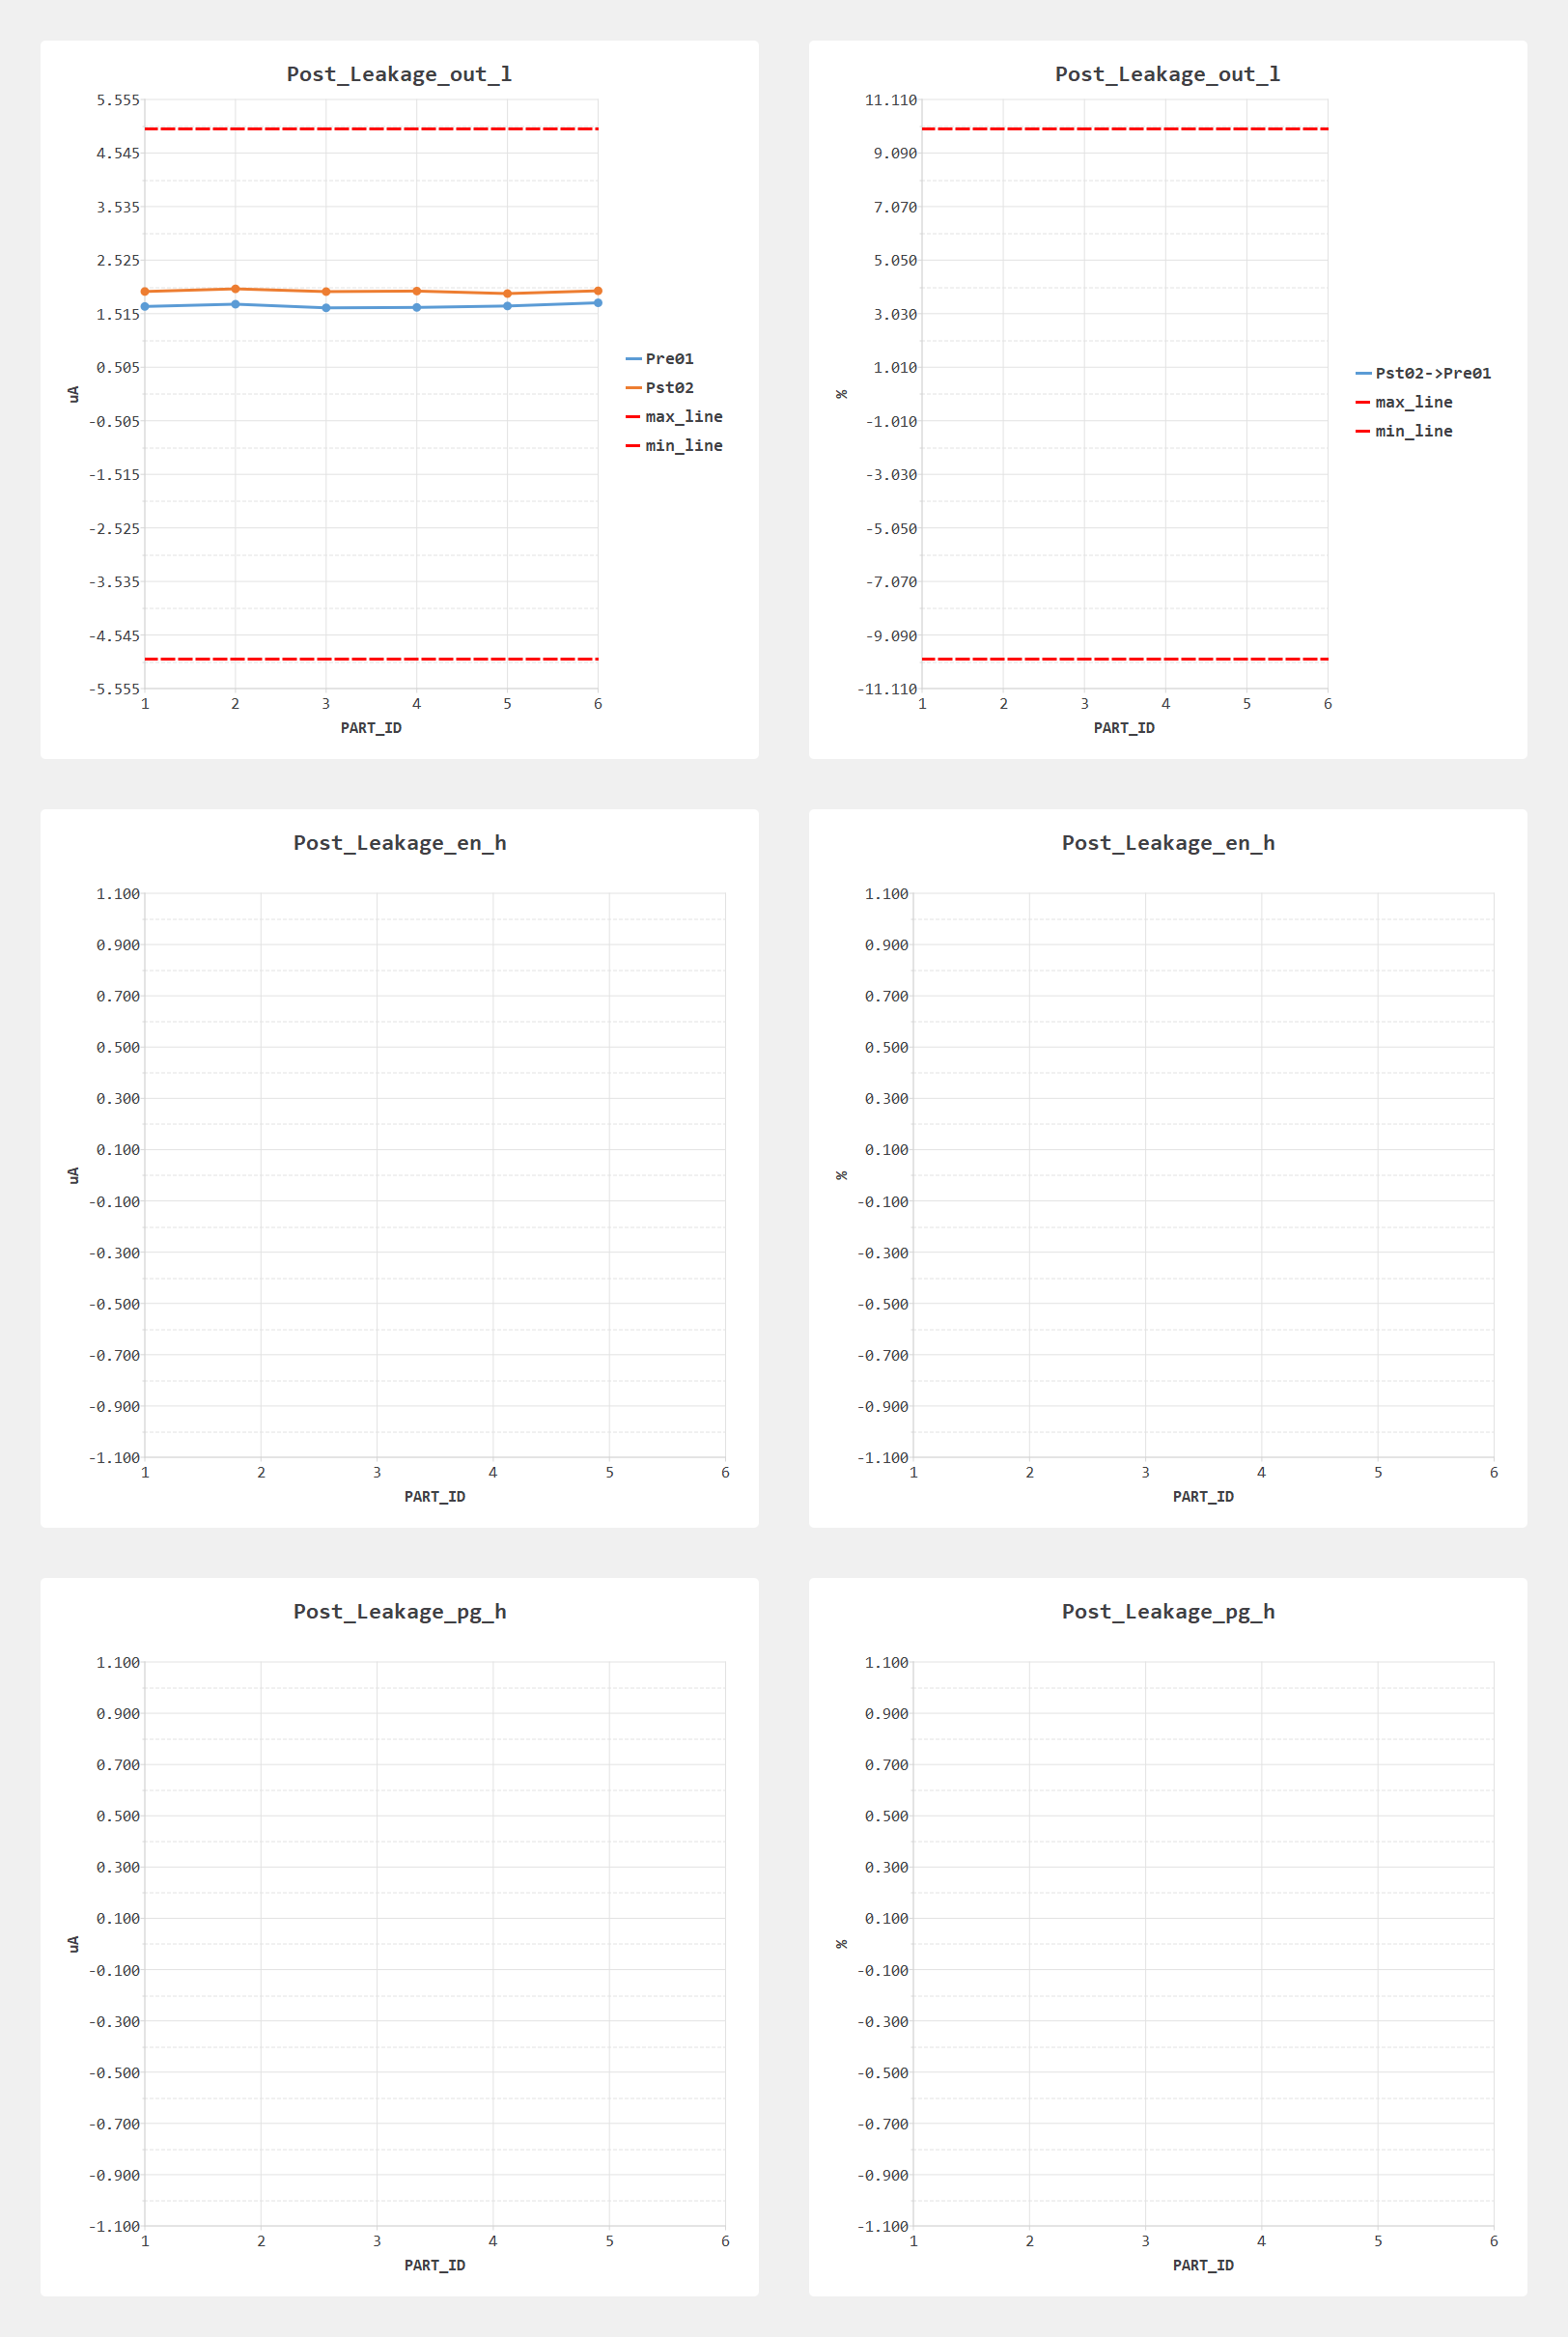 Post_Leakage_out_l
5.555
4.545
3.535
2.525
1.515
0.505
-0.505
-1.515
-2.525
-3.535
-4.545
-5.555
uA
1 2 3 4 5 6
PART_ID
Pre01
Pst02
max_line
min_line
Post_Leakage_out_l
11.110
9.090
7.070
5.050
3.030
1.010
-1.010
-3.030
-5.050
-7.070
-9.090
-11.110
%
1 2 3 4 5 6
PART_ID
Pst02->Pre01
max_line
min_line
Post_Leakage_en_h
1.100
0.900
0.700
0.500
0.300
0.100
-0.100
-0.300
-0.500
-0.700
-0.900
-1.100
uA
1 2 3 4 5 6
PART_ID
Post_Leakage_en_h
1.100
0.900
0.700
0.500
0.300
0.100
-0.100
-0.300
-0.500
-0.700
-0.900
-1.100
%
1 2 3 4 5 6
PART_ID
Post_Leakage_pg_h
1.100
0.900
0.700
0.500
0.300
0.100
-0.100
-0.300
-0.500
-0.700
-0.900
-1.100
uA
1 2 3 4 5 6
PART_ID
Post_Leakage_pg_h
1.100
0.900
0.700
0.500
0.300
0.100
-0.100
-0.300
-0.500
-0.700
-0.900
-1.100
%
1 2 3 4 5 6
PART_ID